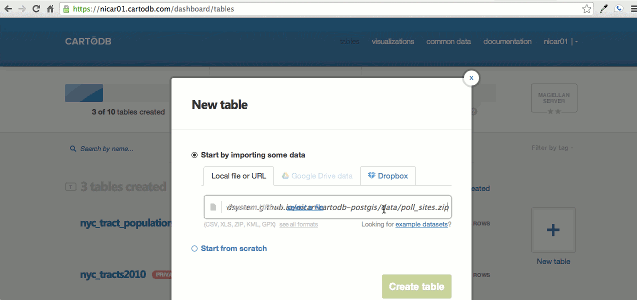 https://nicar01.cartodb.com/dashboard/tables
CARTODB
tables visualizations common data documentation nicar01
3 of 10 tables created
MAGELLAN
SERVER
New table
x
Search by name...
Filter by tag
Start by importing some data
3 tables created
Local file or URL Google Drive data Dropbox
nyc_tract_population
dsystem.github.io/nicar-cartodb-postgis/data/poll_sites.zip
(CSV, XLS, ZIP, KML, GPX) see all formats Looking for example datasets?
ROWS
New table
Start from scratch
nyc_tracts2010 PRIVATE
ROWS
Create table